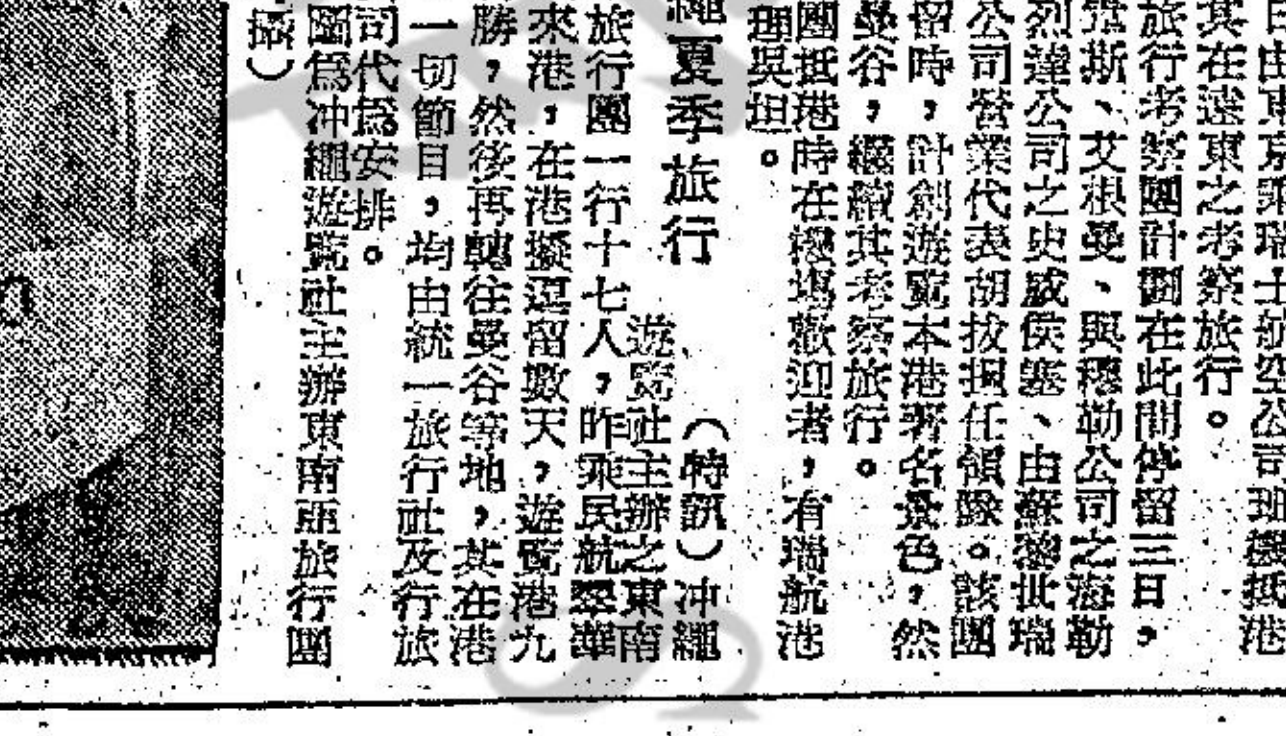 日由東京乘瑞士航空公司班機抵港
其在遠東之考察旅行。
旅行考察團計劃在此間停留三日，
斯、艾根曼、與穆勒公司之海勒
烈達公司之史威侯塞、由蘇黎批瑞
公司營業代表胡拔担任領隊。該團
留時，計劃遊覽本港著名景色，然
曼谷，繼續其考察旅行。
團抵港時在機塲歡迎者，有瑞航港
理吳坦。
繩夏季旅行
（特訊）冲繩
遊覽社主辦之東南
旅行團一行十七人，昨乘民航翠華
來港，在港擬逗留數天，遊覽港九
勝，然後再轉往曼谷等地，其在港
一切節目，均由統一旅行社及行旅
司代為安排。
圖爲冲繩遊覽社主辦東南亞旅行團
攝）